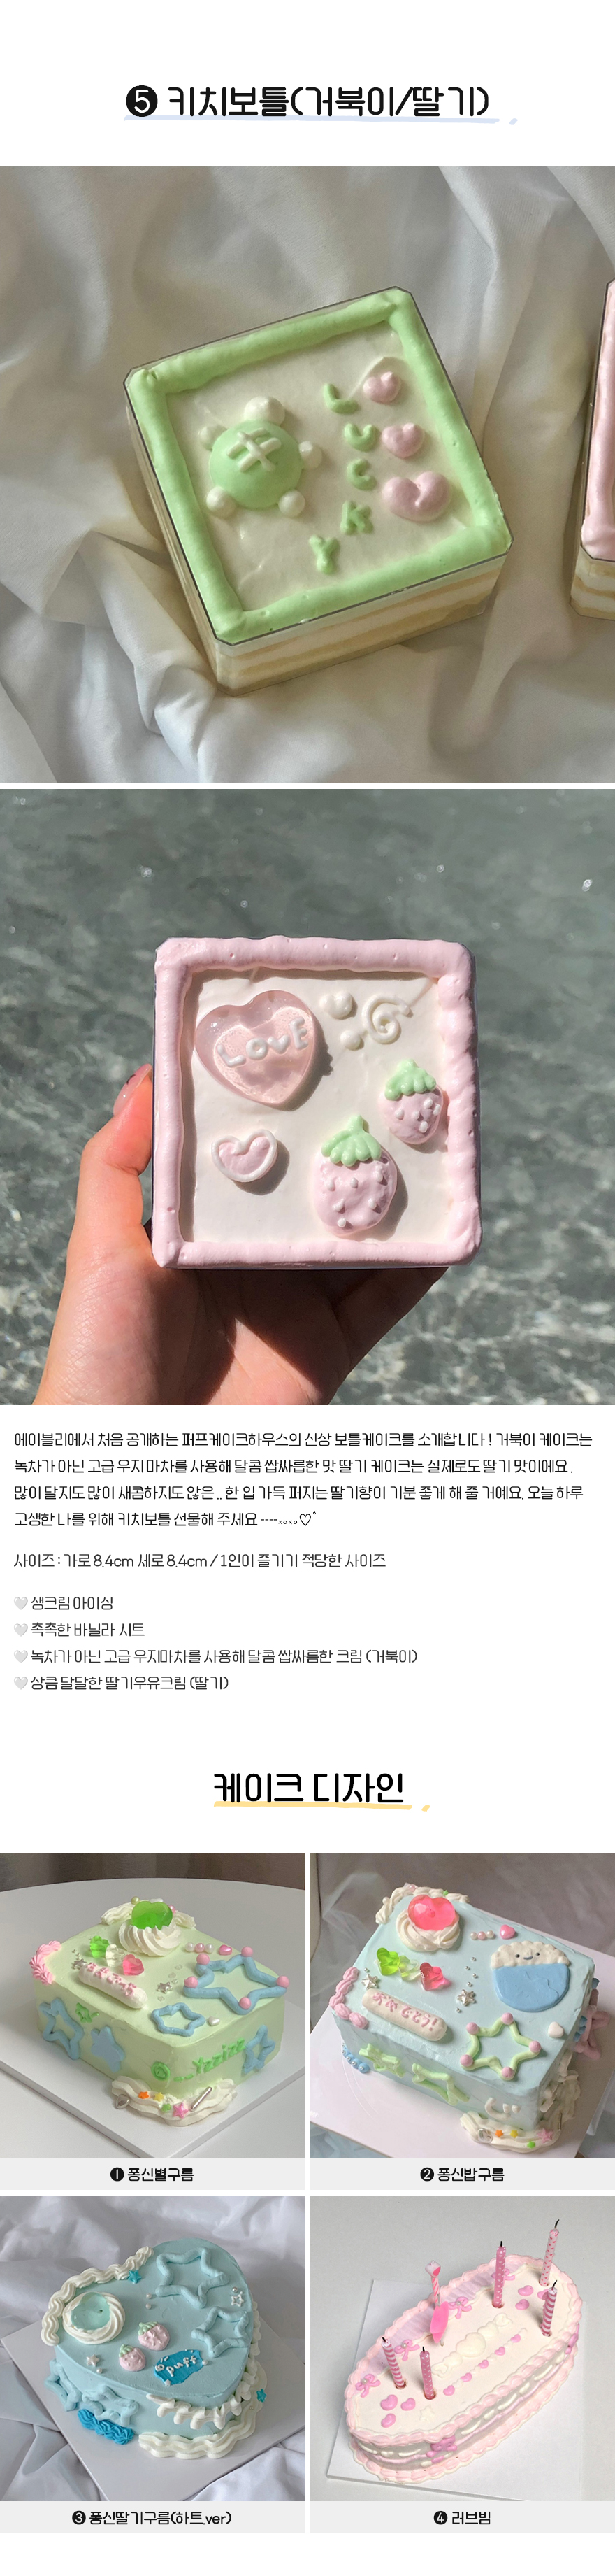 ❺ 키치보틀(거북이/딸기)
L
U
C
K
Y
LOVE
에이블리에서 처음 공개하는 퍼프케이크하우스의 신상 보틀케이크를 소개합니다 ! 거북이 케이크는
녹차가 아닌 고급 우지마차를 사용해 달콤 쌉싸릅한 맛 딸기 케이크는 실제로도 딸기 맛이에요 .
많이 달지도 많이 새콤하지도 않은 .. 한 입 가득 퍼지는 딸기향이 기분 좋게 해 줄 거예요. 오늘 하루
고생한 나를 위해 키치보틀 선물해 주세요 ----×∘×∘♡ﾞ
사이즈 : 가로 8.4cm 세로 8.4cm / 1인이 즐기기 적당한 사이즈
🤍 생크림 아이싱
🤍 촉촉한 바닐라 시트
🤍 녹차가 아닌 고급 우지마차를 사용해 달콤 쌉싸름한 크림 (거북이)
🤍 상큼 달달한 딸기우유크림 (딸기)
케이크 디자인
❶ 퐁신별구름
❷ 퐁신밥구름
puff
❸ 퐁신딸기구름(하트.ver)
❹ 러브빔